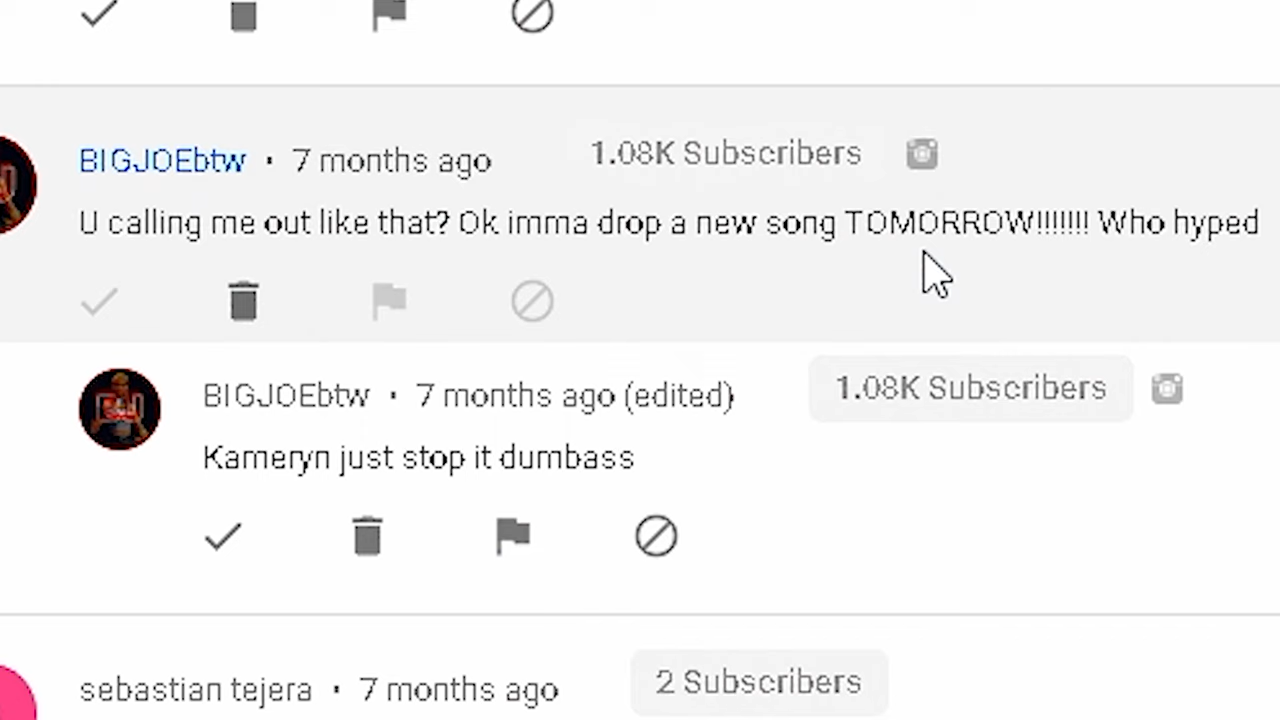 BIGJOEbtw • 7 months ago 1.08K Subscribers
U calling me out like that? Ok imma drop a new song TOMORROW!!!!!!! Who hyped
BIGJOEbtw • 7 months ago (edited) 1.08K Subscribers
Kameryn just stop it dumbass
sebastian tejera • 7 months ago 2 Subscribers